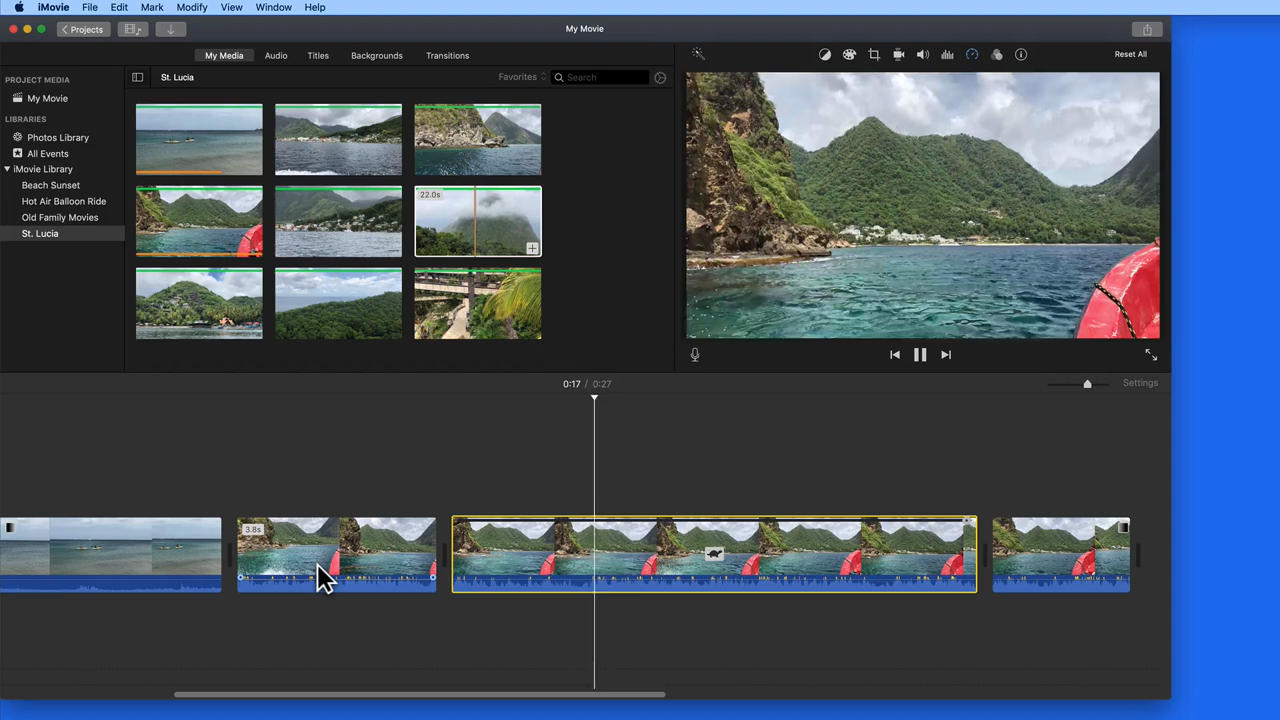 iMovie File Edit Mark Modify View Window Help
Projects
My Movie
My Media Audio Titles Backgrounds Transitions
Reset All
PROJECT MEDIA
St. Lucia
Favorites
Search
My Movie
LIBRARIES
Photos Library
All Events
iMovie Library
Beach Sunset
Hot Air Balloon Ride
Old Family Movies
St. Lucia
22.0s
0:17 / 0:27
Settings
3.8s